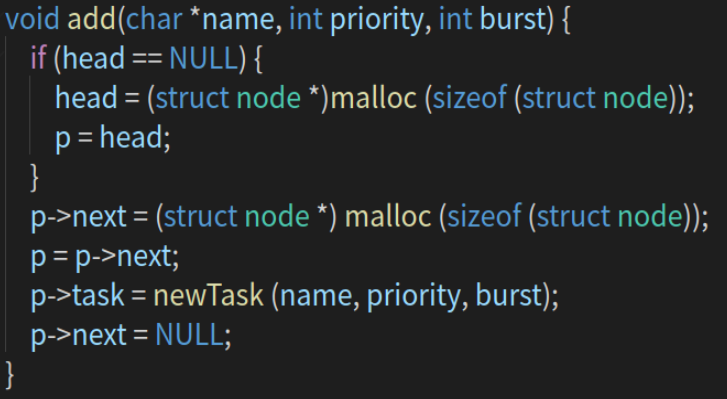 void add(char *name, int priority, int burst) {
if (head == NULL) {
head = (struct node *)malloc (sizeof (struct node));
p = head;
}
p->next = (struct node *) malloc (sizeof (struct node));
p = p->next;
p->task = newTask (name, priority, burst);
p->next = NULL;
}